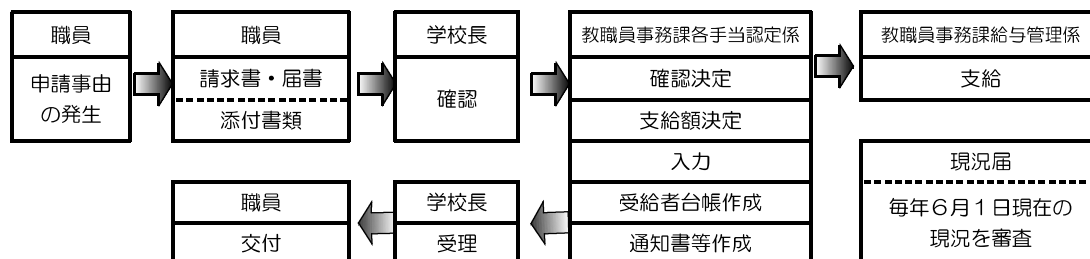 職員
申請事由
の発生
職員
請求書・届書
添付書類
学校長
確認
教職員事務課各手当認定係
確認決定
支給額決定
入力
受給者台帳作成
通知書等作成
教職員事務課給与管理係
支給
学校長
受理
職員
交付
現況届
毎年６月１日現在の
現況を審査